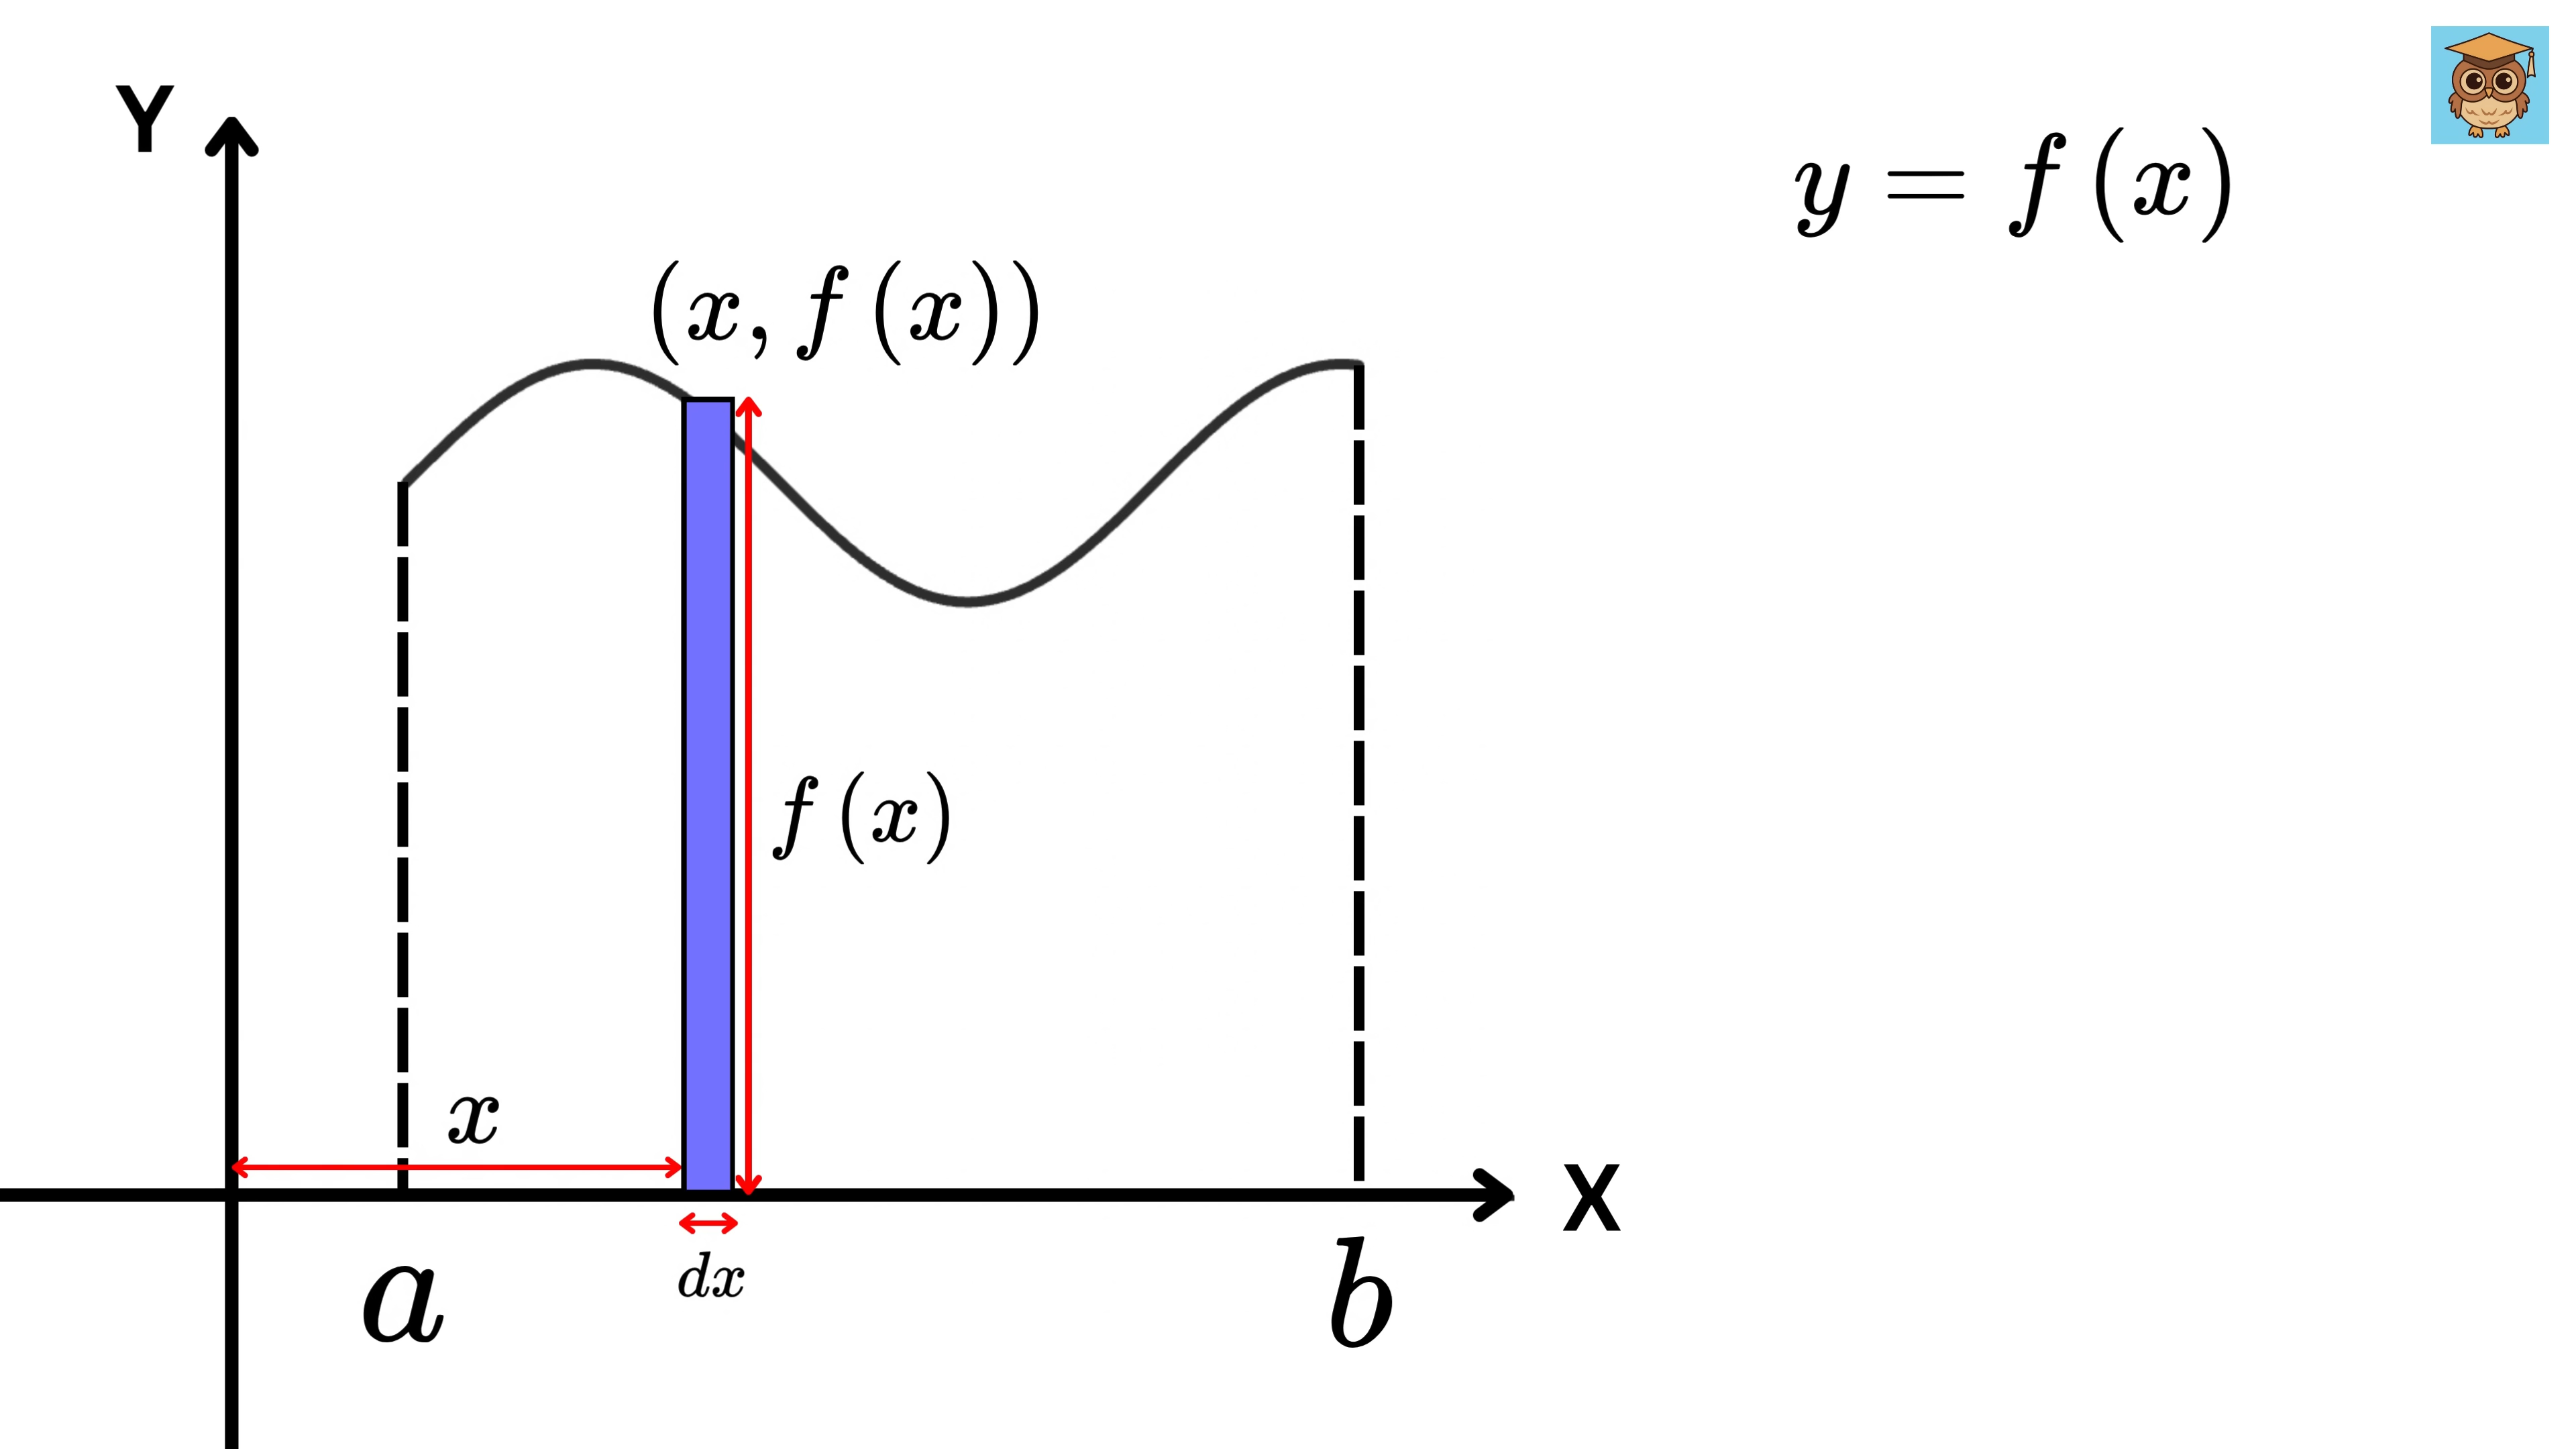 Y
y = f (x)
(x, f (x))
f (x)
x
X
a
dx
b